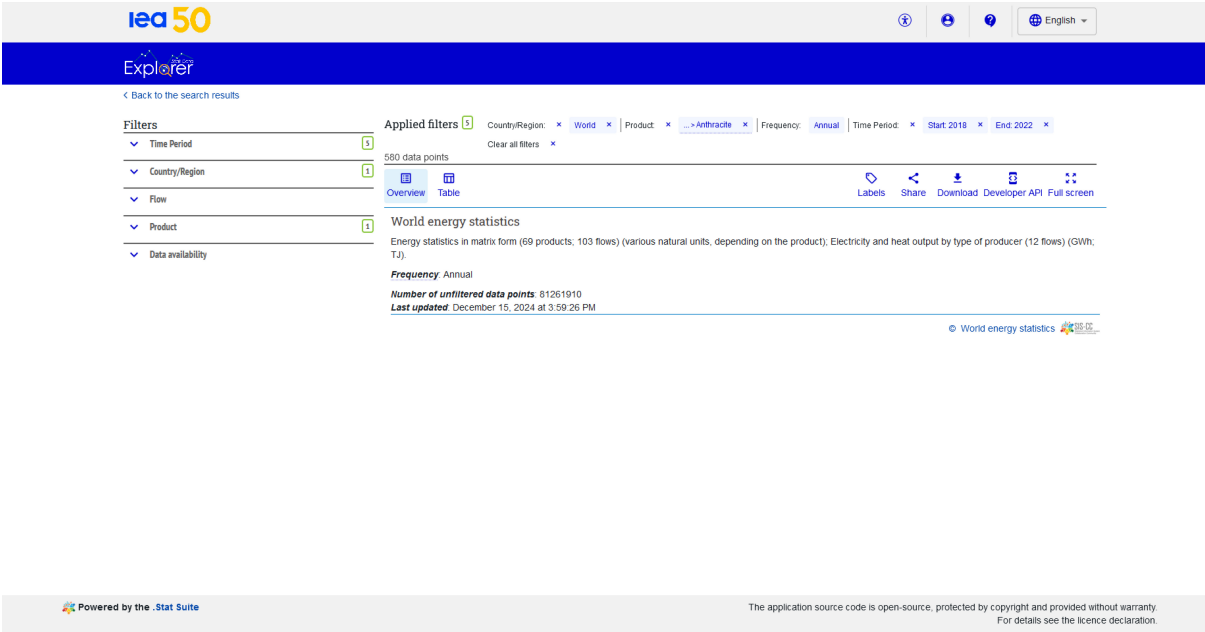 iea 50
English
Explorer
Back to the search results
Filters
Time Period 5
Country/Region 1
Flow
Product 1
Data availability
Applied filters 5 Country/Region: × World × Product: × ... > Anthracite × Frequency: Annual Time Period: × Start: 2018 × End: 2022 ×
Clear all filters ×
580 data points
Overview Table Labels Share Download Developer API Full screen
World energy statistics
Energy statistics in matrix form (69 products; 103 flows) (various natural units, depending on the product); Electricity and heat output by type of producer (12 flows) (GWh;
TJ).
Frequency: Annual
Number of unfiltered data points: 81261910
Last updated: December 15, 2024 at 3:59:26 PM
© World energy statistics SIS-CC
Powered by the .Stat Suite
The application source code is open-source, protected by copyright and provided without warranty.
For details see the licence declaration.